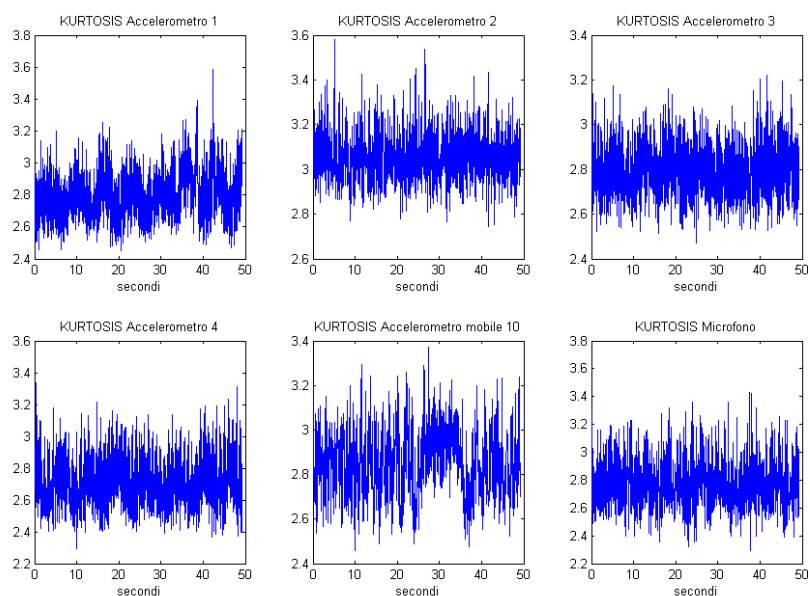 KURTOSIS Accelerometro 1
3.8
3.6
3.4
3.2
3
2.8
2.6
2.4
0 10 20 30 40 50
secondi
KURTOSIS Accelerometro 2
3.6
3.4
3.2
3
2.8
2.6
0 10 20 30 40 50
secondi
KURTOSIS Accelerometro 3
3.4
3.2
3
2.8
2.6
2.4
0 10 20 30 40 50
secondi
KURTOSIS Accelerometro 4
3.6
3.4
3.2
3
2.8
2.6
2.4
2.2
0 10 20 30 40 50
secondi
KURTOSIS Accelerometro mobile 10
3.4
3.2
3
2.8
2.6
2.4
0 10 20 30 40 50
secondi
KURTOSIS Microfono
3.8
3.6
3.4
3.2
3
2.8
2.6
2.4
2.2
0 10 20 30 40 50
secondi